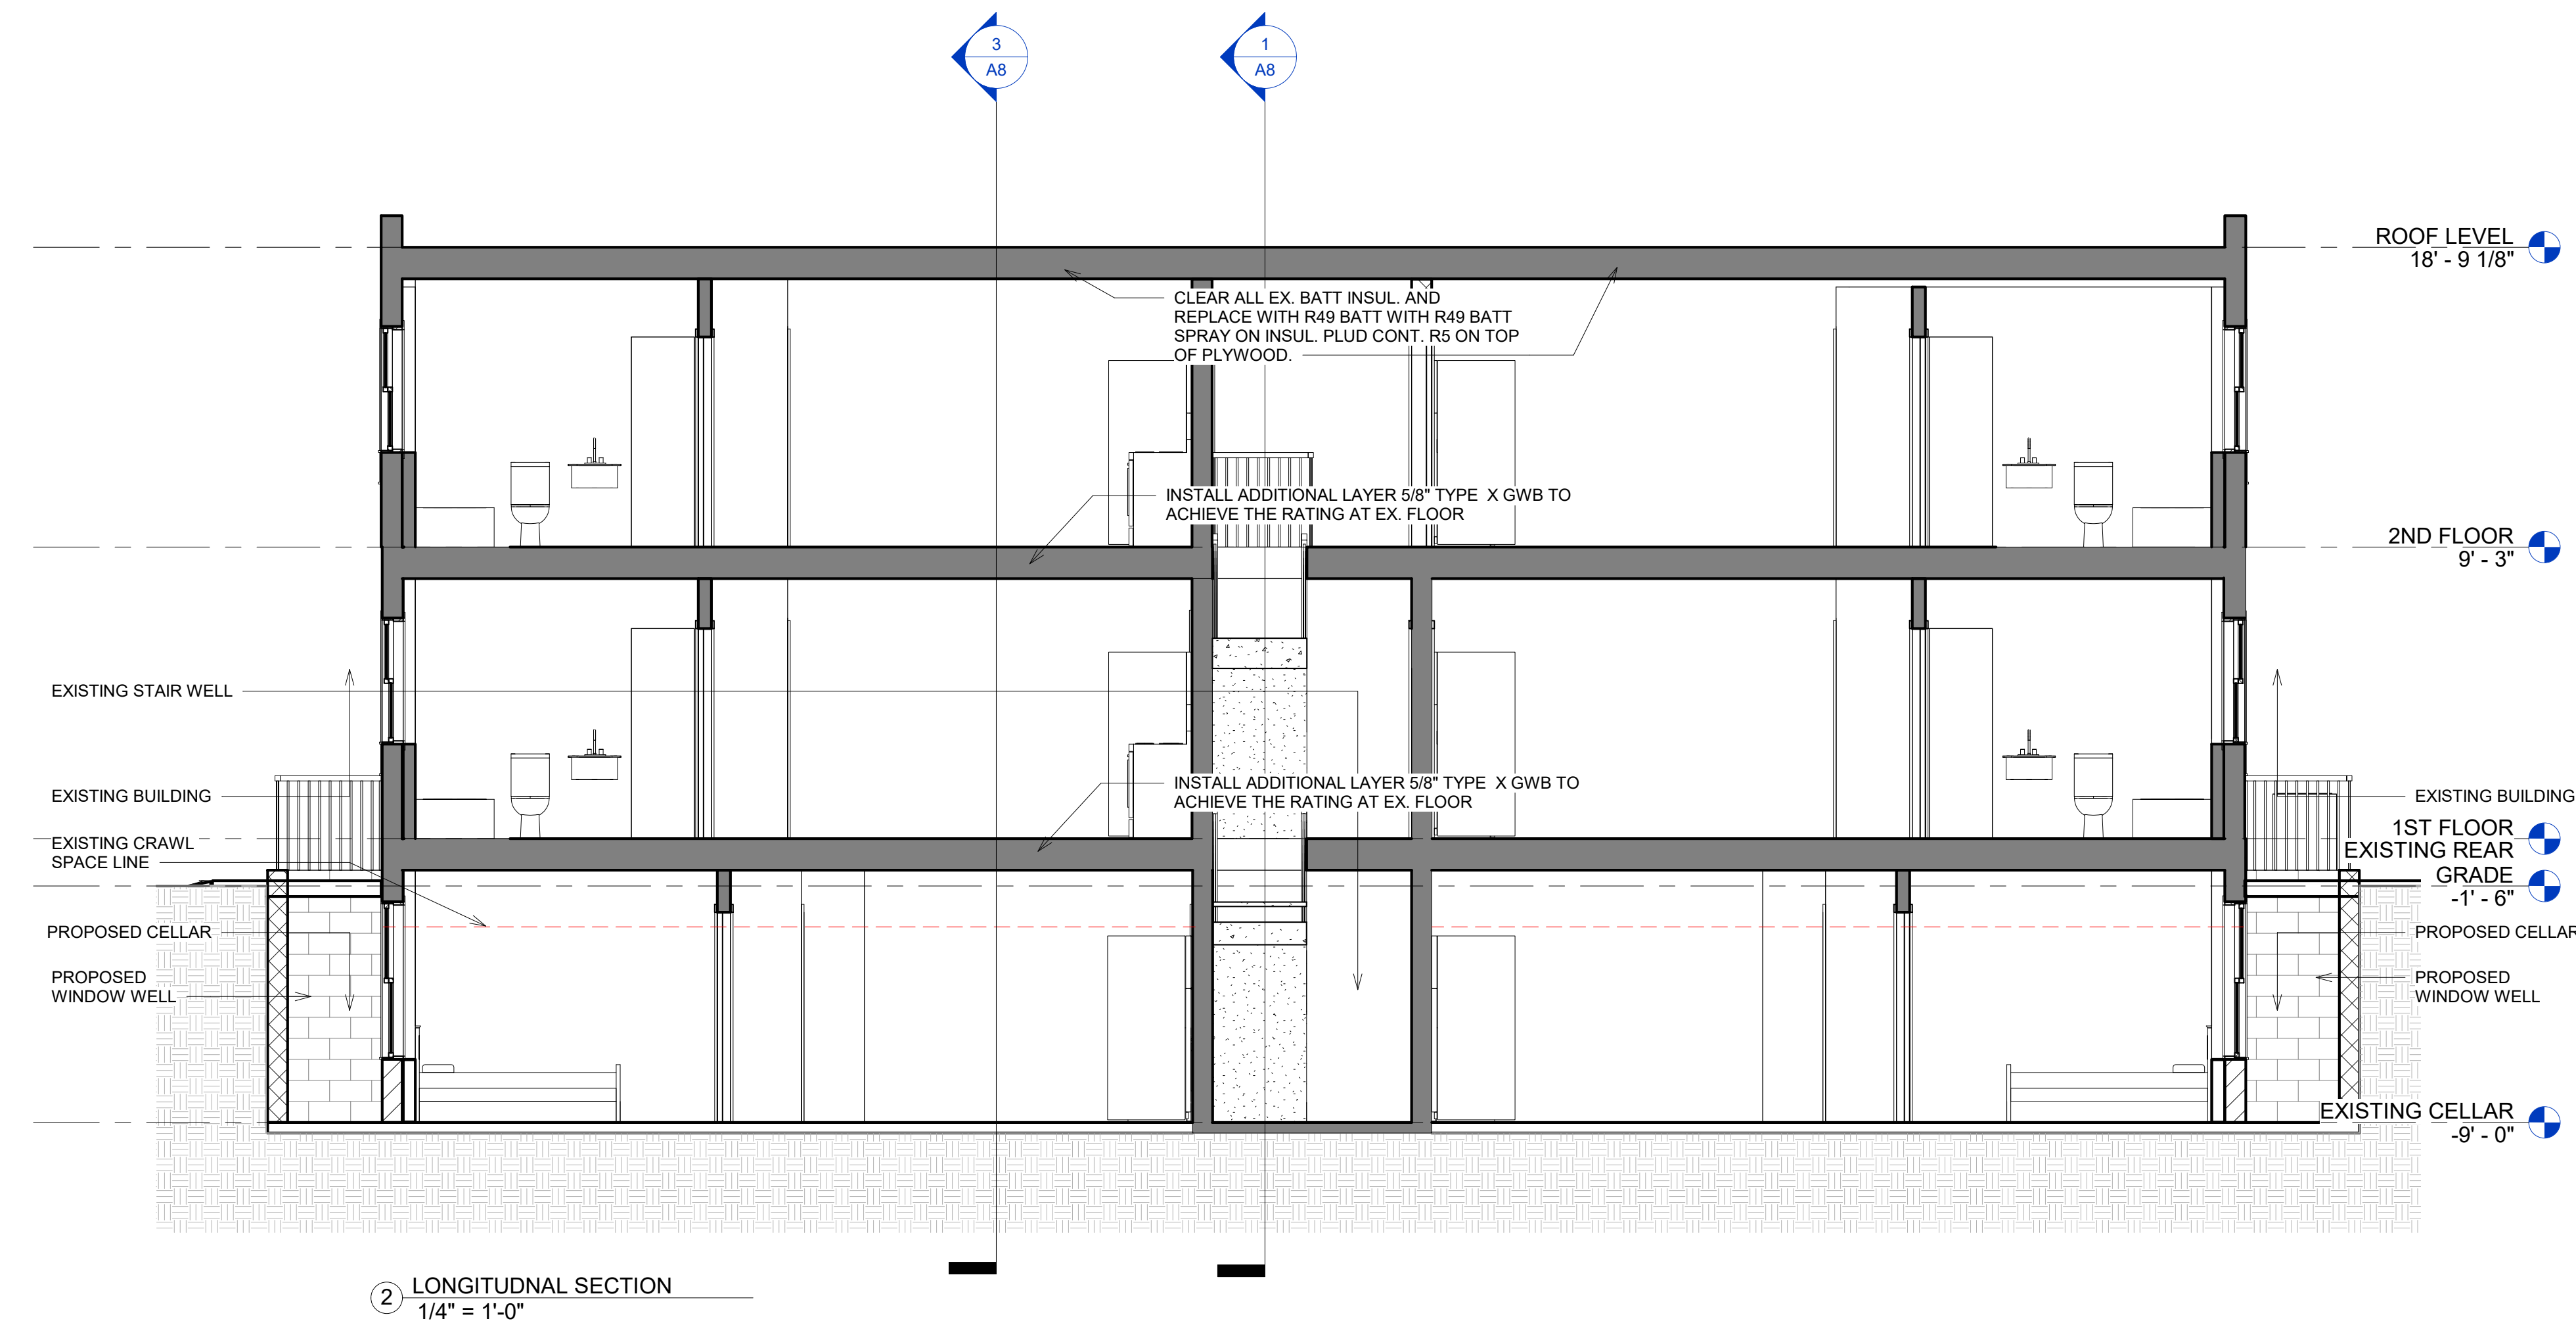 3
A8
1
A8
ROOF LEVEL
18' - 9 1/8"
CLEAR ALL EX. BATT INSUL. AND
REPLACE WITH R49 BATT WITH R49 BATT
SPRAY ON INSUL. PLUD CONT. R5 ON TOP
OF PLYWOOD.
INSTALL ADDITIONAL LAYER 5/8" TYPE X GWB TO
ACHIEVE THE RATING AT EX. FLOOR
2ND FLOOR
9' - 3"
EXISTING STAIR WELL
INSTALL ADDITIONAL LAYER 5/8" TYPE X GWB TO
ACHIEVE THE RATING AT EX. FLOOR
EXISTING BUILDING
EXISTING BUILDING
1ST FLOOR
EXISTING REAR
GRADE
-1' - 6"
EXISTING CRAWL
SPACE LINE
PROPOSED CELLAR
PROPOSED CELLAR
PROPOSED
WINDOW WELL
PROPOSED
WINDOW WELL
EXISTING CELLAR
-9' - 0"
2
LONGITUDNAL SECTION
1/4" = 1'-0"